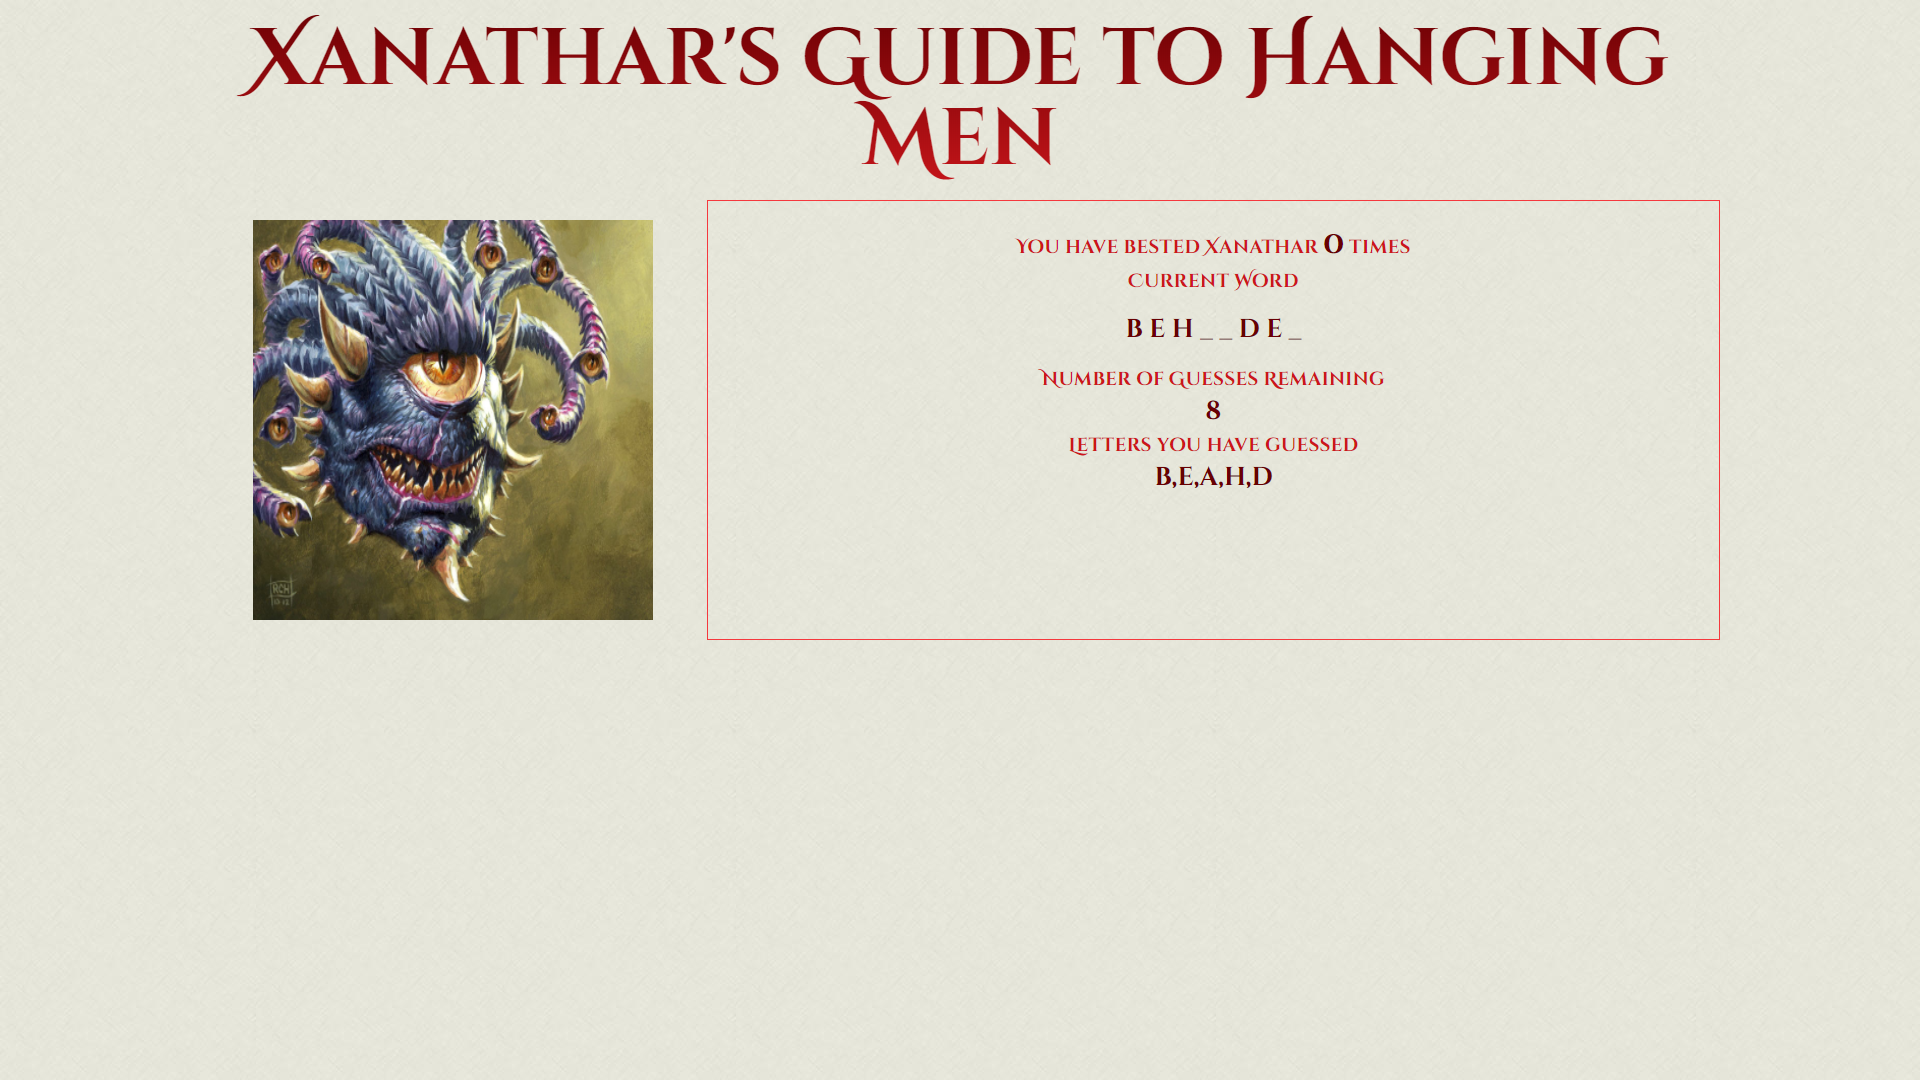 Xanathar's Guide to Hanging
Men
You have bested Xanathar 0 times
Current Word
B E H _ _ D E _
Number of Guesses Remaining
8
Letters you have guessed
B,E,A,H,D
RCH